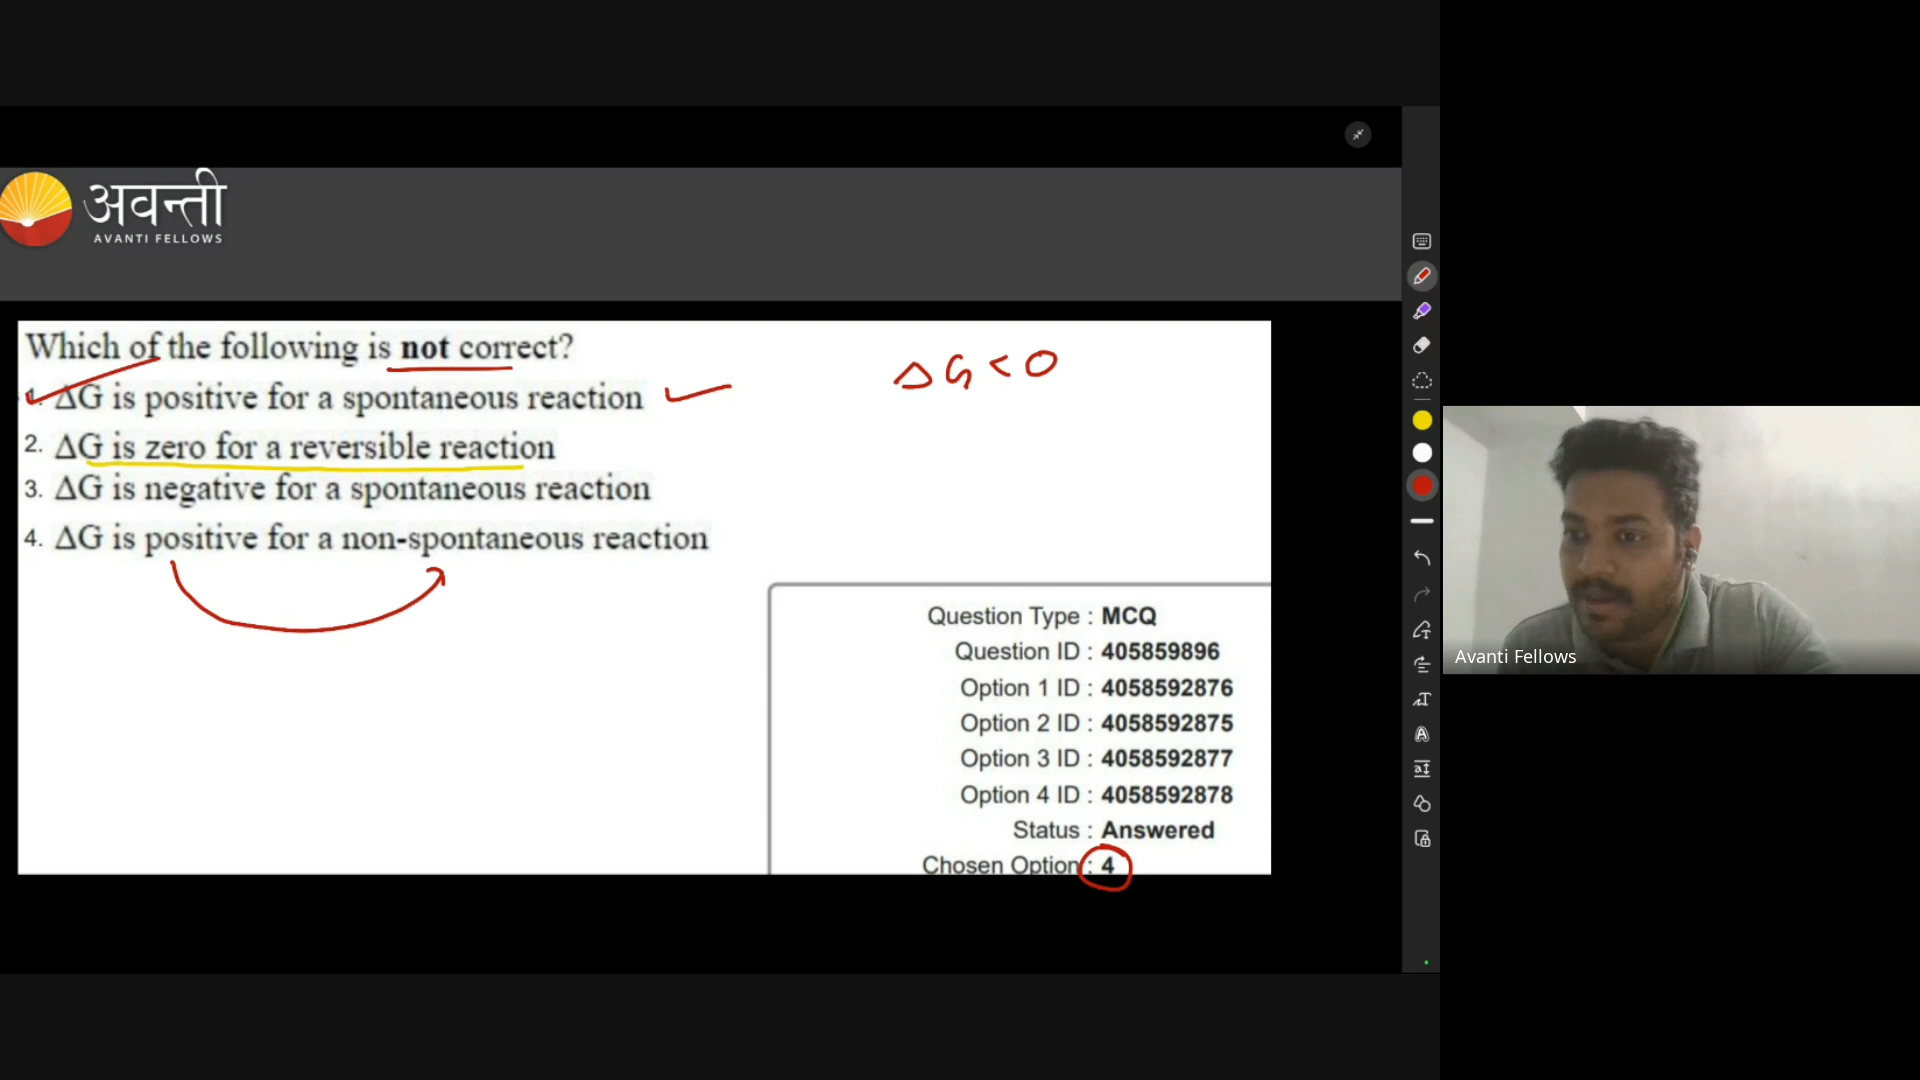 अवन्ती
AVANTI FELLOWS
Which of the following is not correct?
1. ΔG is positive for a spontaneous reaction
2. ΔG is zero for a reversible reaction
3. ΔG is negative for a spontaneous reaction
4. ΔG is positive for a non-spontaneous reaction
ΔG<0
Question Type : MCQ
Question ID : 405859896
Option 1 ID : 4058592876
Option 2 ID : 4058592875
Option 3 ID : 4058592877
Option 4 ID : 4058592878
Status : Answered
Chosen Option : 4
Avanti Fellows